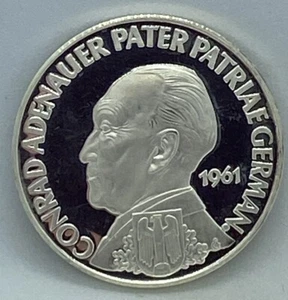 CONRAD·ADENAUER PATER PATRIAE GERMAN·
1961